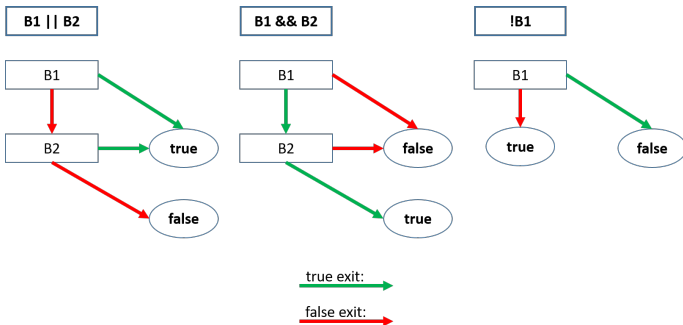 B1 || B2
B1 && B2
!B1
B1
B1
B1
B2
true
B2
false
true
false
false
true
true exit:
false exit: